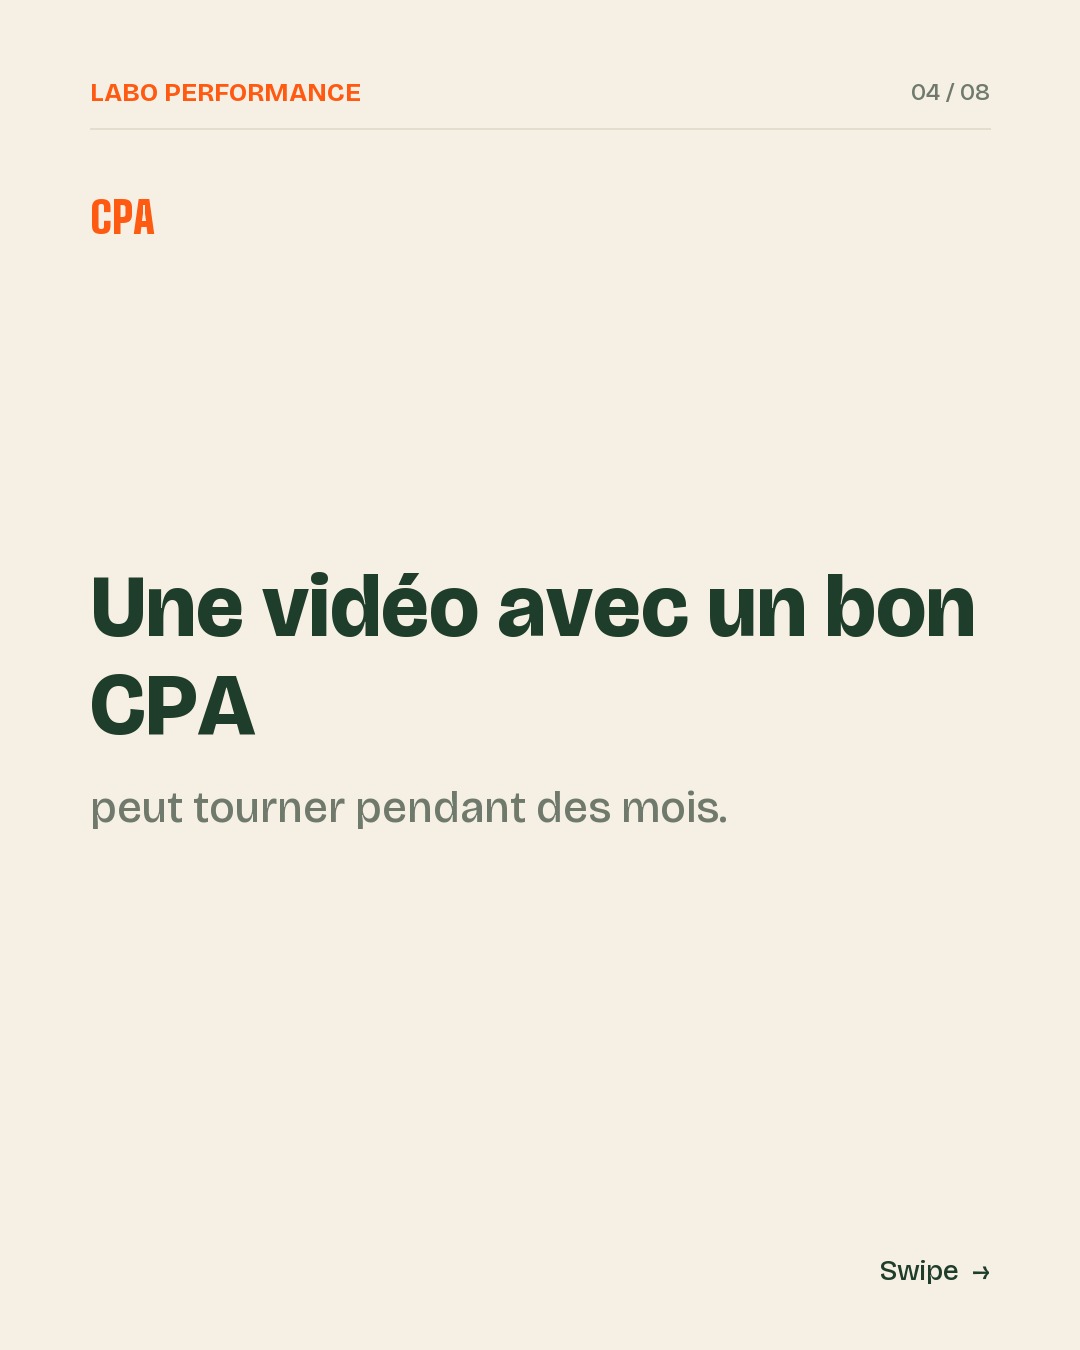 LABO PERFORMANCE
04 / 08
CPA
Une vidéo avec un bon
CPA
peut tourner pendant des mois.
Swipe →